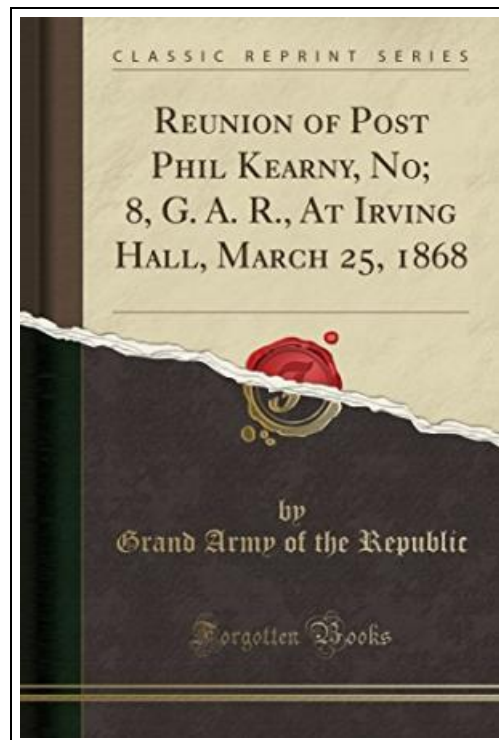 CLASSIC REPRINT SERIES
REUNION OF POST
PHIL KEARNY, NO;
8, G. A. R., AT IRVING
HALL, MARCH 25, 1868
by
Grand Army of the Republic
Forgotten Books